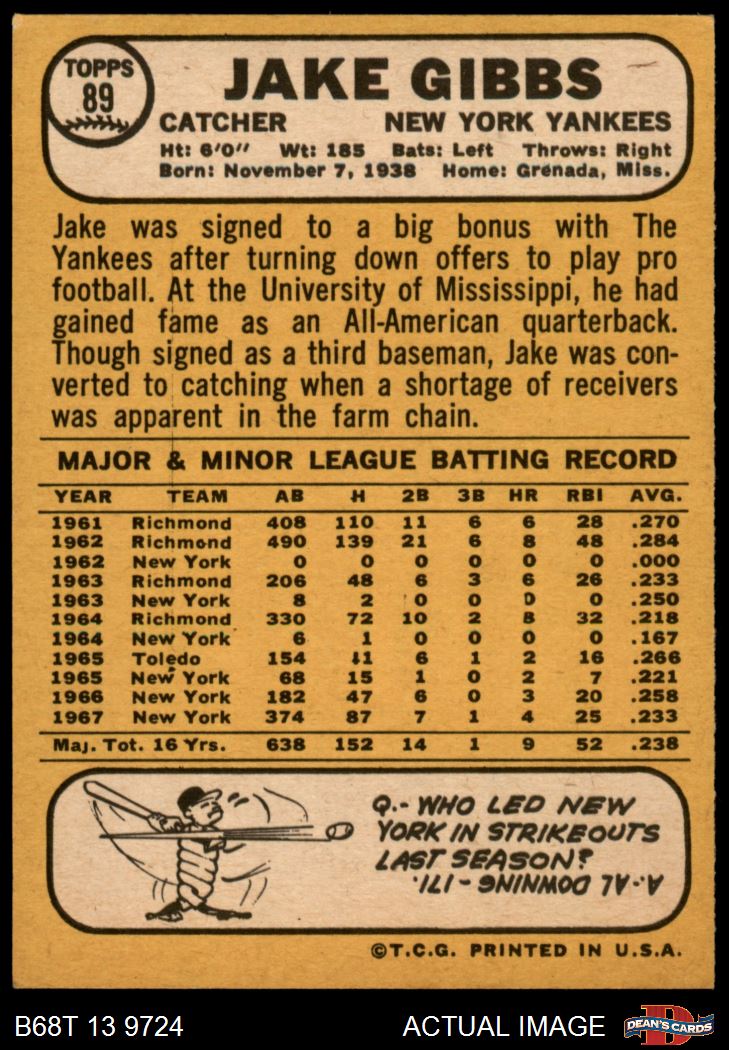 TOPPS
89
JAKE GIBBS
CATCHER NEW YORK YANKEES
Ht: 6'0" Wt: 185 Bats: Left Throws: Right
Born: November 7, 1938 Home: Grenada, Miss.
Jake was signed to a big bonus with The
Yankees after turning down offers to play pro
football. At the University of Mississippi, he had
gained fame as an All-American quarterback.
Though signed as a third baseman, Jake was con-
verted to catching when a shortage of receivers
was apparent in the farm chain.
MAJOR & MINOR LEAGUE BATTING RECORD
YEAR TEAM AB H 2B 3B HR RBI AVG.
1961 Richmond 408 110 11 6 6 28 .270
1962 Richmond 490 139 21 6 8 48 .284
1962 New York 0 0 0 0 0 0 .000
1963 Richmond 206 48 6 3 6 26 .233
1963 New York 8 2 0 0 0 0 .250
1964 Richmond 330 72 10 2 8 32 .218
1964 New York 6 1 0 0 0 0 .167
1965 Toledo 154 41 6 1 2 16 .266
1965 New York 68 15 1 0 2 7 .221
1966 New York 182 47 6 0 3 20 .258
1967 New York 374 87 7 1 4 25 .233
Maj. Tot. 16 Yrs. 638 152 14 1 9 52 .238
Q.- WHO LED NEW
YORK IN STRIKEOUTS
LAST SEASON?
A.- AL DOWNING - 171.
©T.C.G. PRINTED IN U.S.A.
B68T 13 9724 ACTUAL IMAGE
D
DEAN'S CARDS